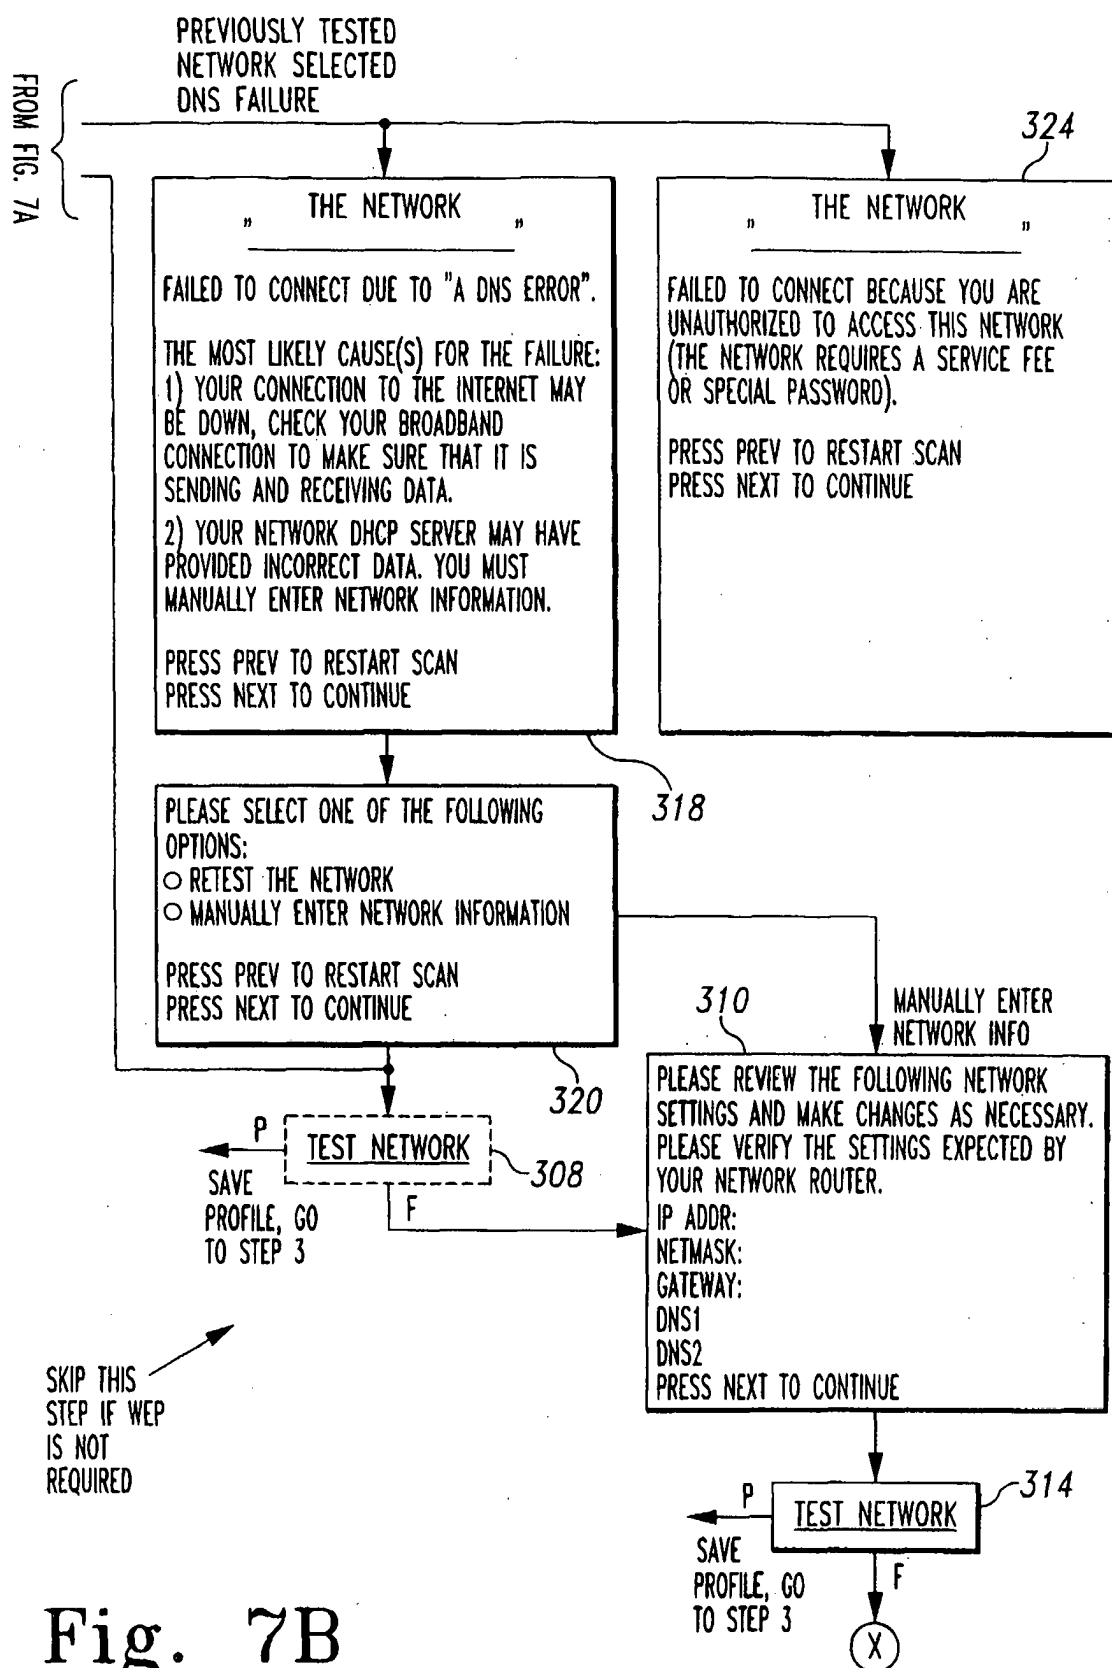 PREVIOUSLY TESTED
NETWORK SELECTED
DNS FAILURE
FROM FIG. 7A
324
THE NETWORK
" "
FAILED TO CONNECT DUE TO "A DNS ERROR".
THE MOST LIKELY CAUSE(S) FOR THE FAILURE:
1) YOUR CONNECTION TO THE INTERNET MAY
BE DOWN, CHECK YOUR BROADBAND
CONNECTION TO MAKE SURE THAT IT IS
SENDING AND RECEIVING DATA.
2) YOUR NETWORK DHCP SERVER MAY HAVE
PROVIDED INCORRECT DATA. YOU MUST
MANUALLY ENTER NETWORK INFORMATION.
PRESS PREV TO RESTART SCAN
PRESS NEXT TO CONTINUE
318
THE NETWORK
" "
FAILED TO CONNECT BECAUSE YOU ARE
UNAUTHORIZED TO ACCESS THIS NETWORK
(THE NETWORK REQUIRES A SERVICE FEE
OR SPECIAL PASSWORD).
PRESS PREV TO RESTART SCAN
PRESS NEXT TO CONTINUE
PLEASE SELECT ONE OF THE FOLLOWING
OPTIONS:
○ RETEST THE NETWORK
○ MANUALLY ENTER NETWORK INFORMATION
PRESS PREV TO RESTART SCAN
PRESS NEXT TO CONTINUE
320
310
MANUALLY ENTER
NETWORK INFO
PLEASE REVIEW THE FOLLOWING NETWORK
SETTINGS AND MAKE CHANGES AS NECESSARY.
PLEASE VERIFY THE SETTINGS EXPECTED BY
YOUR NETWORK ROUTER.
IP ADDR:
NETMASK:
GATEWAY:
DNS1
DNS2
PRESS NEXT TO CONTINUE
P
TEST NETWORK
308
SAVE
PROFILE, GO
TO STEP 3
F
SKIP THIS
STEP IF WEP
IS NOT
REQUIRED
P
TEST NETWORK
314
SAVE
PROFILE, GO
TO STEP 3
F
X
Fig. 7B